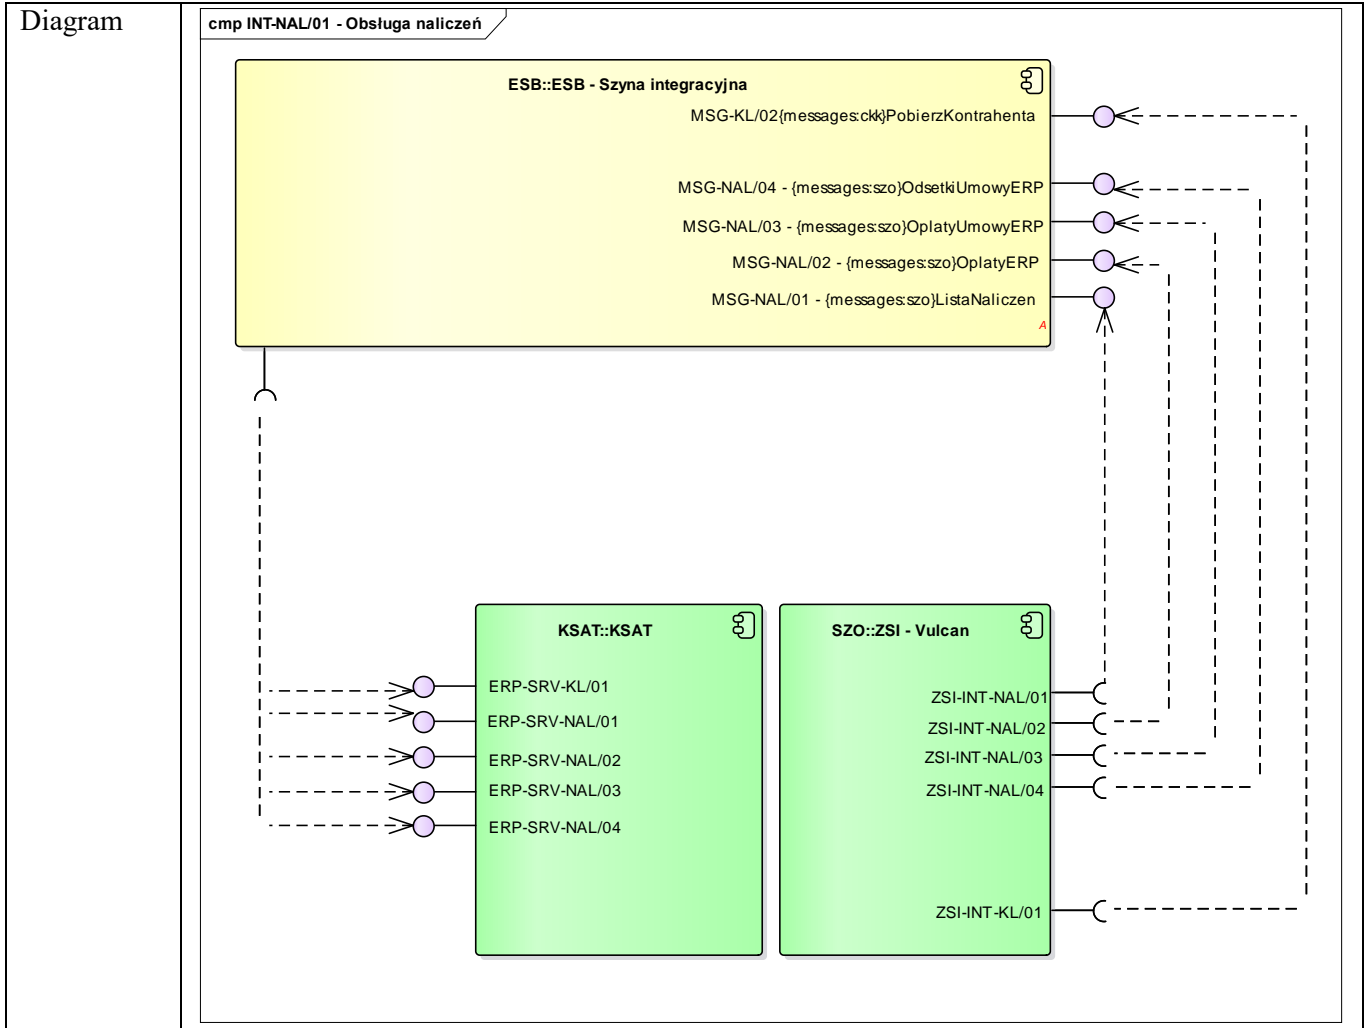 Diagram
cmp INT-NAL/01 - Obsługa naliczeń
ESB::ESB - Szyna integracyjna
MSG-KL/02{messages:ckk}PobierzKontrahenta
MSG-NAL/04 - {messages:szo}OdsetkiUmowyERP
MSG-NAL/03 - {messages:szo}OplatyUmowyERP
MSG-NAL/02 - {messages:szo}OplatyERP
MSG-NAL/01 - {messages:szo}ListaNaliczen
A
KSAT::KSAT
ERP-SRV-KL/01
ERP-SRV-NAL/01
ERP-SRV-NAL/02
ERP-SRV-NAL/03
ERP-SRV-NAL/04
SZO::ZSI - Vulcan
ZSI-INT-NAL/01
ZSI-INT-NAL/02
ZSI-INT-NAL/03
ZSI-INT-NAL/04
ZSI-INT-KL/01